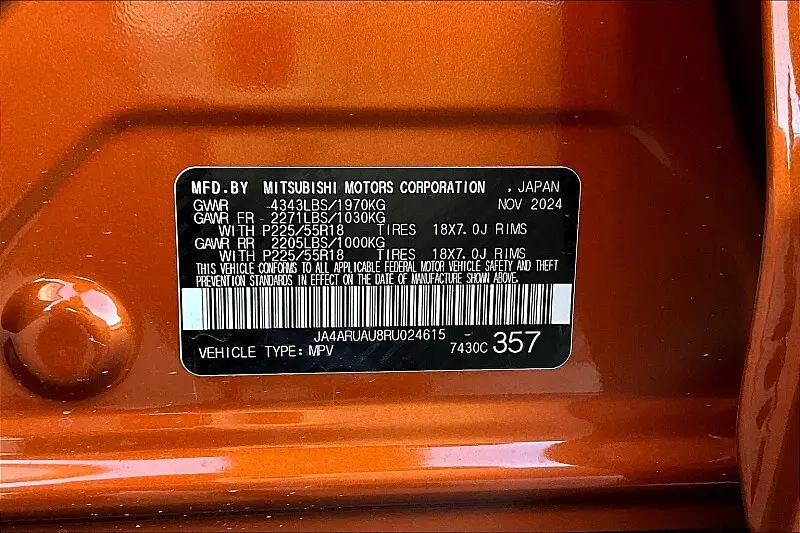 MFD.BY MITSUBISHI MOTORS CORPORATION , JAPAN
GVWR 4343LBS/1970KG NOV 2024
GAWR FR 2271LBS/1030KG
WITH P225/55R18 TIRES 18X7.0J RIMS
GAWR RR 2205LBS/1000KG
WITH P225/55R18 TIRES 18X7.0J RIMS
THIS VEHICLE CONFORMS TO ALL APPLICABLE FEDERAL MOTOR VEHICLE SAFETY AND THEFT
PREVENTION STANDARDS IN EFFECT ON THE DATE OF MANUFACTURE SHOWN ABOVE.
JA4ARUAU8RU024615
VEHICLE TYPE: MPV 7430C 357